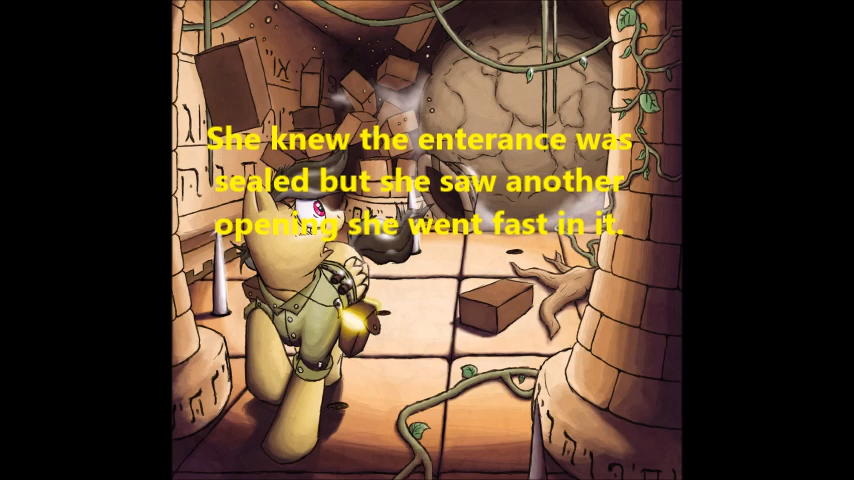 She knew the enterance was
sealed but she saw another
opening she went fast in it.